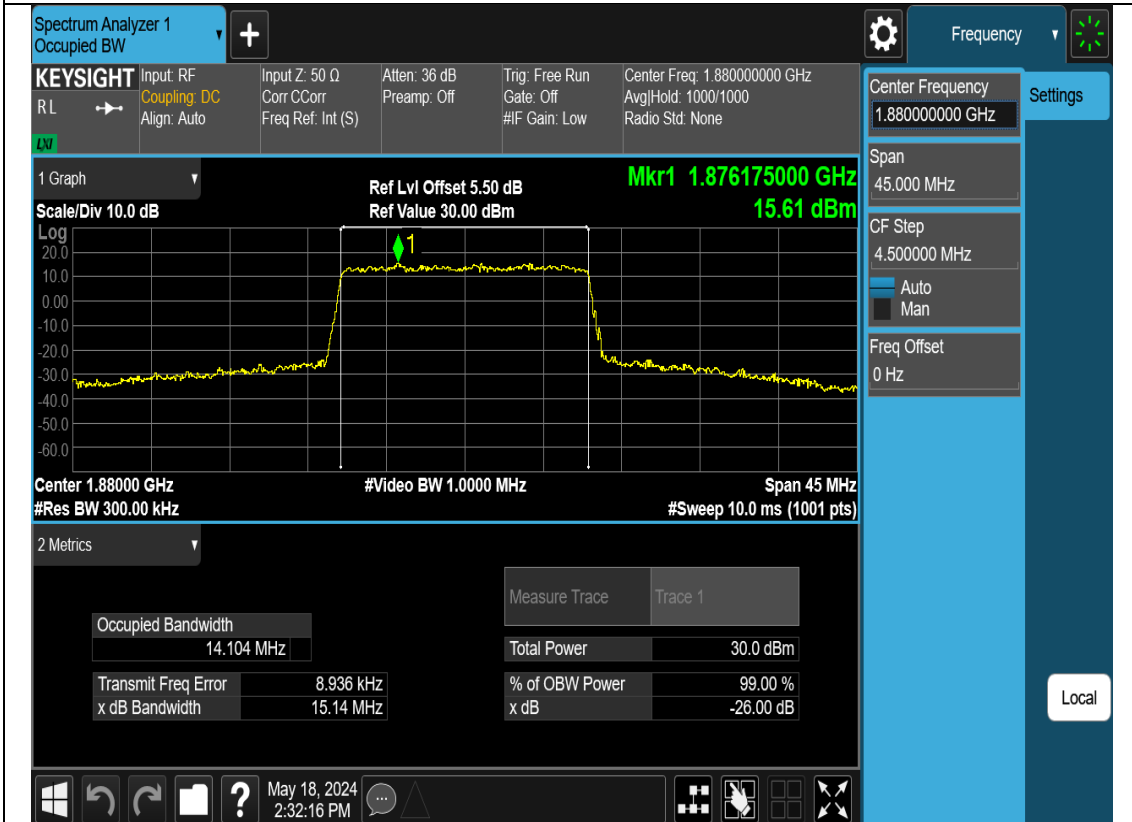 Spectrum Analyzer 1
Occupied BW
+
Frequency
KEYSIGHT
R L
LXI
Input: RF
Coupling: DC
Align: Auto
Input Z: 50 Ω
Corr CCorr
Freq Ref: Int (S)
Atten: 36 dB
Preamp: Off
Trig: Free Run
Gate: Off
#IF Gain: Low
Center Freq: 1.880000000 GHz
Avg|Hold: 1000/1000
Radio Std: None
Center Frequency
1.880000000 GHz
Settings
Span
45.000 MHz
CF Step
4.500000 MHz
Auto
Man
Freq Offset
0 Hz
Local
1 Graph
Scale/Div 10.0 dB
Ref Lvl Offset 5.50 dB
Ref Value 30.00 dBm
Mkr1 1.876175000 GHz
15.61 dBm
Log
1
20.0
10.0
0.00
-10.0
-20.0
-30.0
-40.0
-50.0
-60.0
Center 1.88000 GHz
#Video BW 1.0000 MHz
Span 45 MHz
#Res BW 300.00 kHz
#Sweep 10.0 ms (1001 pts)
2 Metrics
Measure Trace Trace 1
Occupied Bandwidth
14.104 MHz
Total Power 30.0 dBm
Transmit Freq Error 8.936 kHz
% of OBW Power 99.00 %
x dB Bandwidth 15.14 MHz
x dB -26.00 dB
?
May 18, 2024
2:32:16 PM